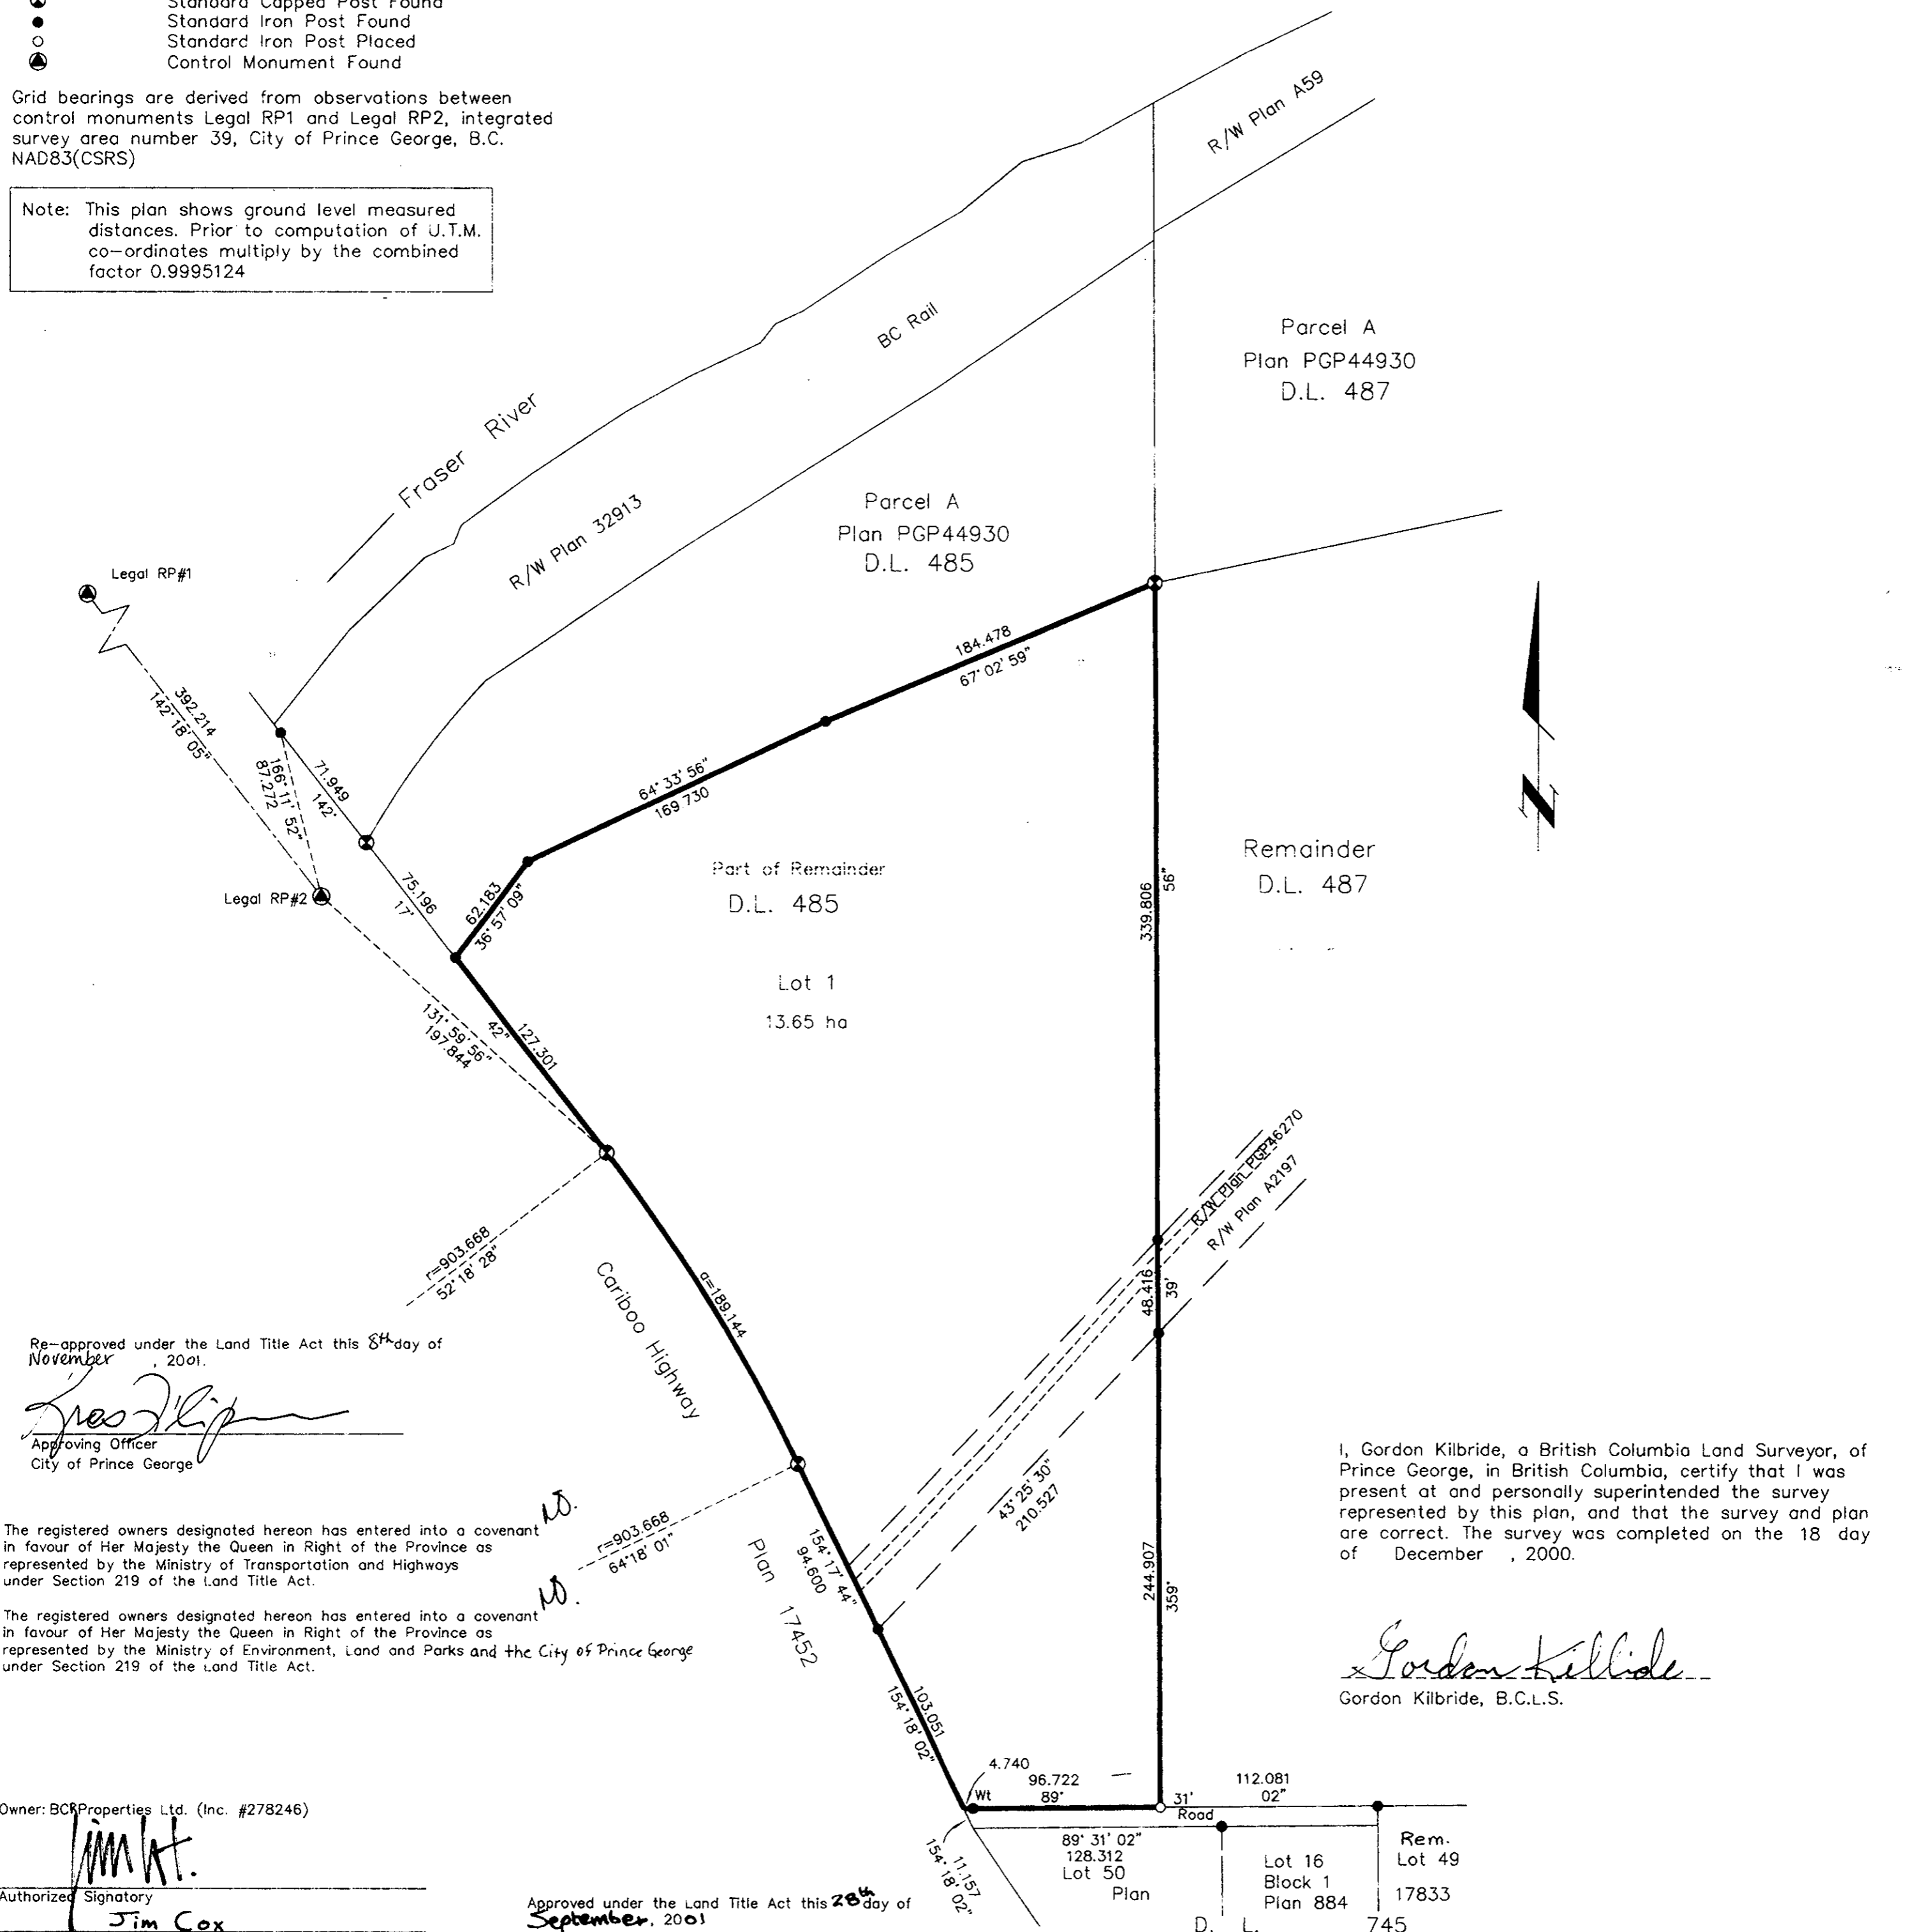 Standard Capped Post Found
Standard Iron Post Found
Standard Iron Post Placed
Control Monument Found
Grid bearings are derived from observations between
control monuments Legal RP1 and Legal RP2, integrated
survey area number 39, City of Prince George, B.C.
NAD83(CSRS)
Note: This plan shows ground level measured
distances. Prior to computation of U.T.M.
co-ordinates multiply by the combined
factor 0.9995124
R/W Plan A59
BC Rail
Parcel A
Plan PGP44930
D.L. 487
Fraser River
R/W Plan 32913
Parcel A
Plan PGP44930
D.L. 485
Legal RP#1
392.214
142° 18' 05"
166° 11' 52"
87.272
71.949
142°
Legal RP#2
75.196
17'
62.183
36° 57' 09"
64° 33' 56"
169.730
184.478
67° 02' 59"
Part of Remainder
D.L. 485
Lot 1
13.65 ha
339.806
56"
Remainder
D.L. 487
N
131° 59' 56"
197.844
42"
127.301
r=903.668
52° 18' 28"
a=189.144
Cariboo Highway
R/W Plan PGP46270
R/W Plan A2197
48.416
39'
43° 25' 30"
210.527
r=903.668
64° 18' 01"
Plan 17452
154° 17' 44"
94.600
244.907
359°
103.051
154° 18' 02"
4.740
Wt
96.722
89°
31'
Road
112.081
02"
11.157
154° 18' 02"
89° 31' 02"
128.312
Lot 50
Plan
Lot 16
Block 1
Plan 884
Rem.
Lot 49
17833
D. L. 745
Re-approved under the Land Title Act this 8th day of
November , 2001.
Approving Officer
City of Prince George
The registered owners designated hereon has entered into a covenant
in favour of Her Majesty the Queen in Right of the Province as
represented by the Ministry of Transportation and Highways
under Section 219 of the Land Title Act.
The registered owners designated hereon has entered into a covenant
in favour of Her Majesty the Queen in Right of the Province as
represented by the Ministry of Environment, Land and Parks and the City of Prince George
under Section 219 of the Land Title Act.
I, Gordon Kilbride, a British Columbia Land Surveyor, of
Prince George, in British Columbia, certify that I was
present at and personally superintended the survey
represented by this plan, and that the survey and plan
are correct. The survey was completed on the 18 day
of December , 2000.
Gordon Kilbride, B.C.L.S.
Owner: BCR Properties Ltd. (Inc. #278246)
Authorized Signatory
Jim Cox
Approved under the Land Title Act this 28th day of
September, 2001